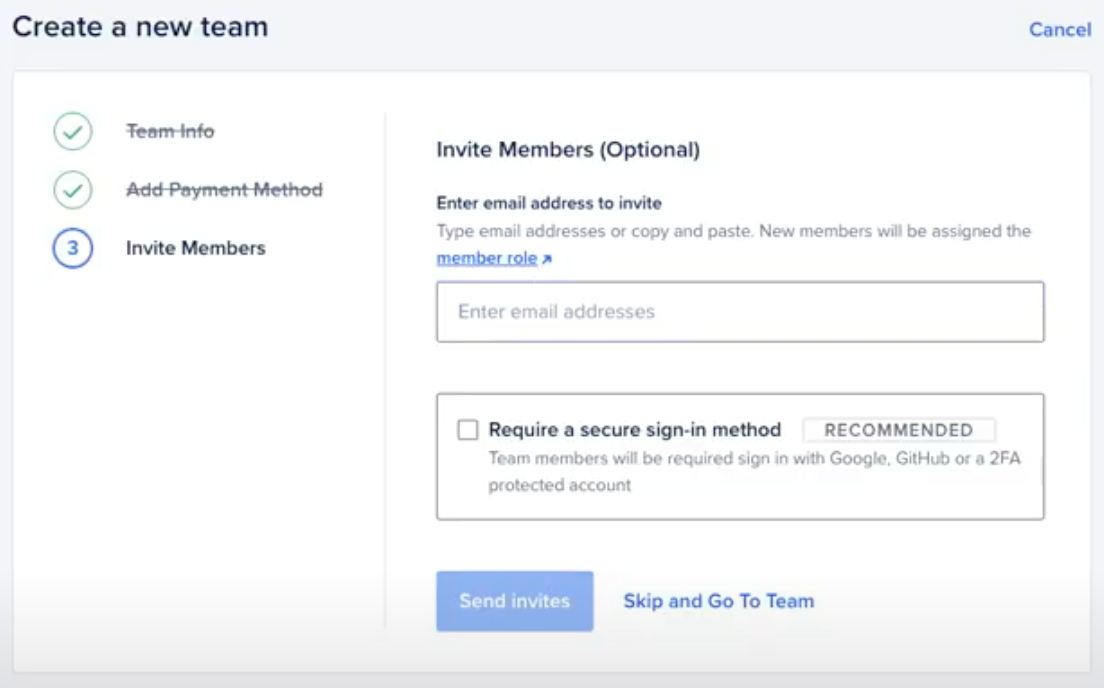 Create a new team
Cancel
Team Info
Add Payment Method
3
Invite Members
Invite Members (Optional)
Enter email address to invite
Type email addresses or copy and paste. New members will be assigned the
member role
Enter email addresses
Require a secure sign-in method
RECOMMENDED
Team members will be required sign in with Google, GitHub or a 2FA
protected account
Send invites
Skip and Go To Team